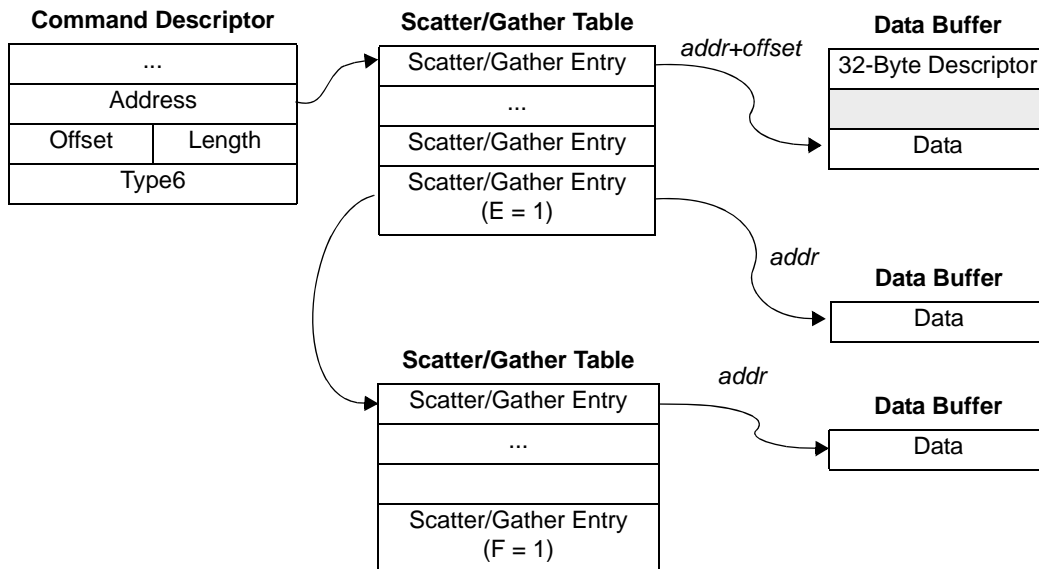 Command Descriptor
...
Address
Offset
Length
Type6
Scatter/Gather Table
Scatter/Gather Entry
...
Scatter/Gather Entry
Scatter/Gather Entry
(E = 1)
addr+offset
Data Buffer
32-Byte Descriptor
Data
addr
Data Buffer
Data
Scatter/Gather Table
Scatter/Gather Entry
...
Scatter/Gather Entry
(F = 1)
addr
Data Buffer
Data